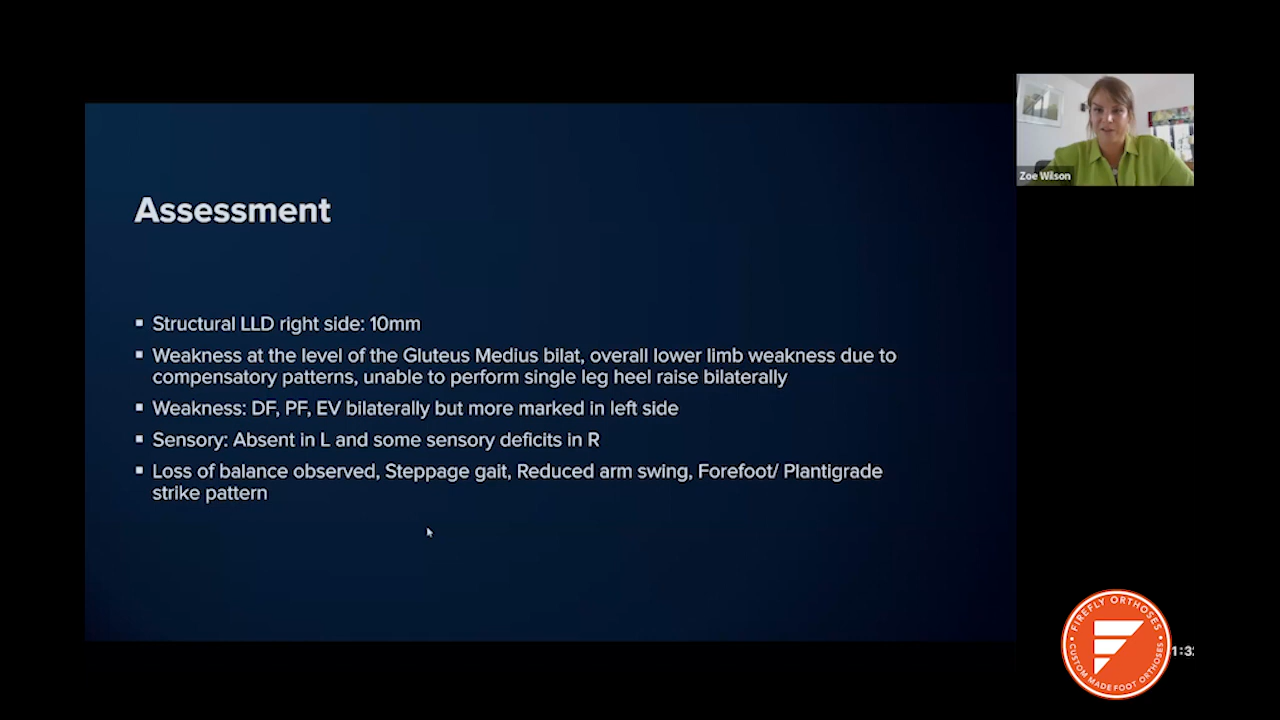 Zoe Wilson
Assessment
▪ Structural LLD right side: 10mm
▪ Weakness at the level of the Gluteus Medius bilat, overall lower limb weakness due to
compensatory patterns, unable to perform single leg heel raise bilaterally
▪ Weakness: DF, PF, EV bilaterally but more marked in left side
▪ Sensory: Absent in L and some sensory deficits in R
▪ Loss of balance observed, Steppage gait, Reduced arm swing, Forefoot/ Plantigrade
strike pattern
FIREFLY ORTHOSES
CUSTOM MADE FOOT ORTHOSES